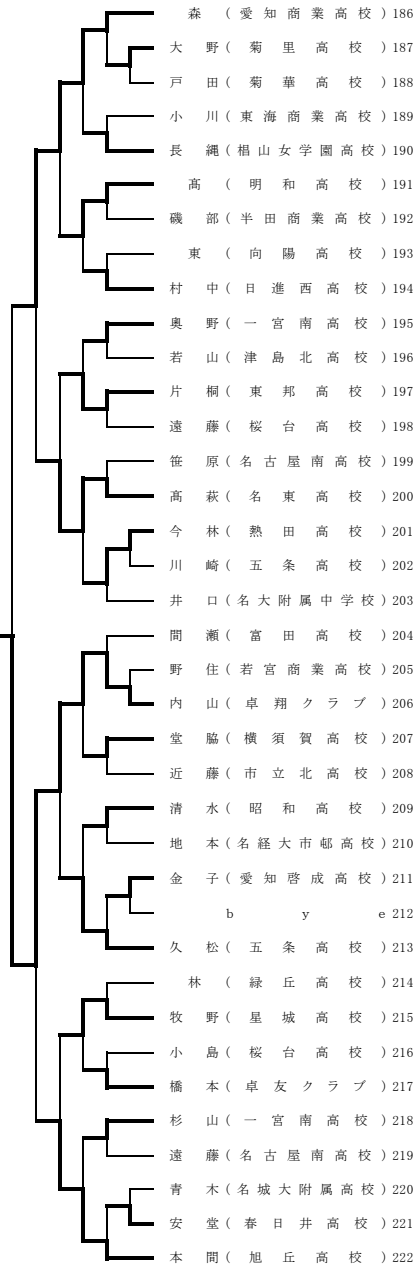 森 (愛知商業高校) 186
大野 (菊里高校) 187
戸田 (菊華高校) 188
小川 (東海商業高校) 189
長縄 (椙山女学園高校) 190
髙 (明和高校) 191
磯部 (半田商業高校) 192
東 (向陽高校) 193
村中 (日進西高校) 194
奥野 (一宮南高校) 195
若山 (津島北高校) 196
片桐 (東邦高校) 197
遠藤 (桜台高校) 198
笹原 (名古屋南高校) 199
髙萩 (名東高校) 200
今林 (熱田高校) 201
川崎 (五条高校) 202
井口 (名大附属中学校) 203
間瀬 (富田高校) 204
野住 (若宮商業高校) 205
内山 (卓翔クラブ) 206
堂脇 (横須賀高校) 207
近藤 (市立北高校) 208
清水 (昭和高校) 209
地本 (名経大市邨高校) 210
金子 (愛知啓成高校) 211
bye 212
久松 (五条高校) 213
林 (緑丘高校) 214
牧野 (星城高校) 215
小島 (桜台高校) 216
橋本 (卓友クラブ) 217
杉山 (一宮南高校) 218
遠藤 (名古屋南高校) 219
青木 (名城大附属高校) 220
安堂 (春日井高校) 221
本間 (旭丘高校) 222